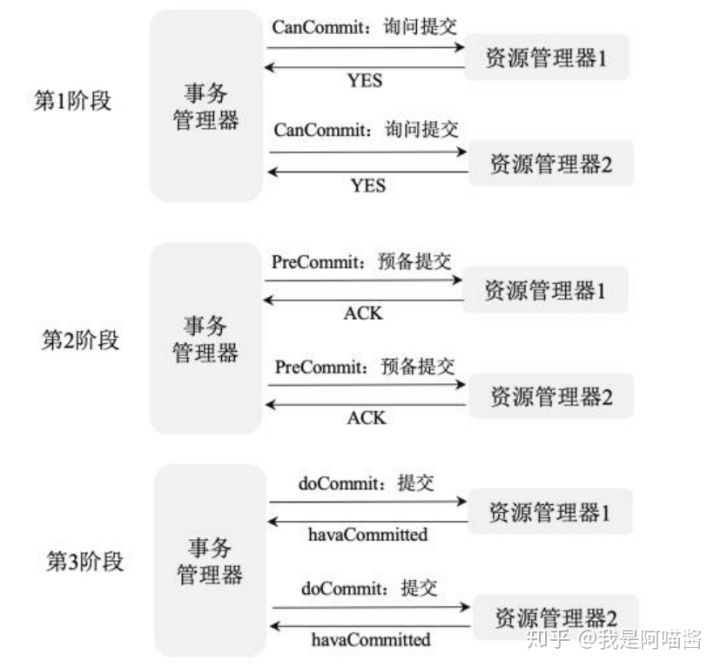 CanCommit：询问提交
资源管理器1
YES
第1阶段
事务
管理器
CanCommit：询问提交
资源管理器2
YES
PreCommit：预备提交
资源管理器1
ACK
第2阶段
事务
管理器
PreCommit：预备提交
资源管理器2
ACK
doCommit：提交
资源管理器1
havaCommitted
第3阶段
事务
管理器
doCommit：提交
资源管理器2
havaCommitted
知乎 @我是阿喵酱